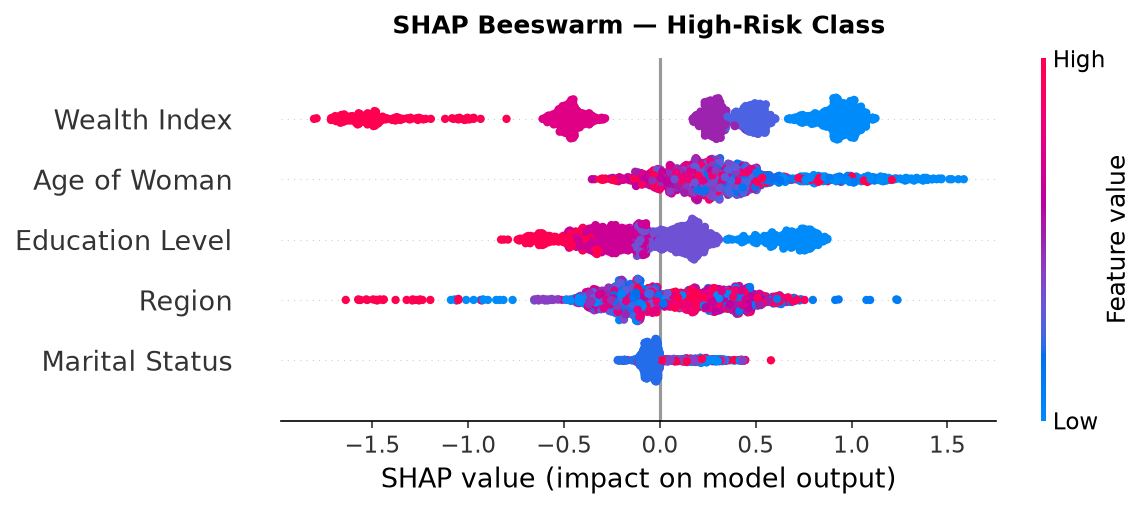 SHAP Beeswarm — High-Risk Class
High
Wealth Index
Age of Woman
Education Level
Region
Marital Status
Feature value
Low
−1.5 −1.0 −0.5 0.0 0.5 1.0 1.5
SHAP value (impact on model output)